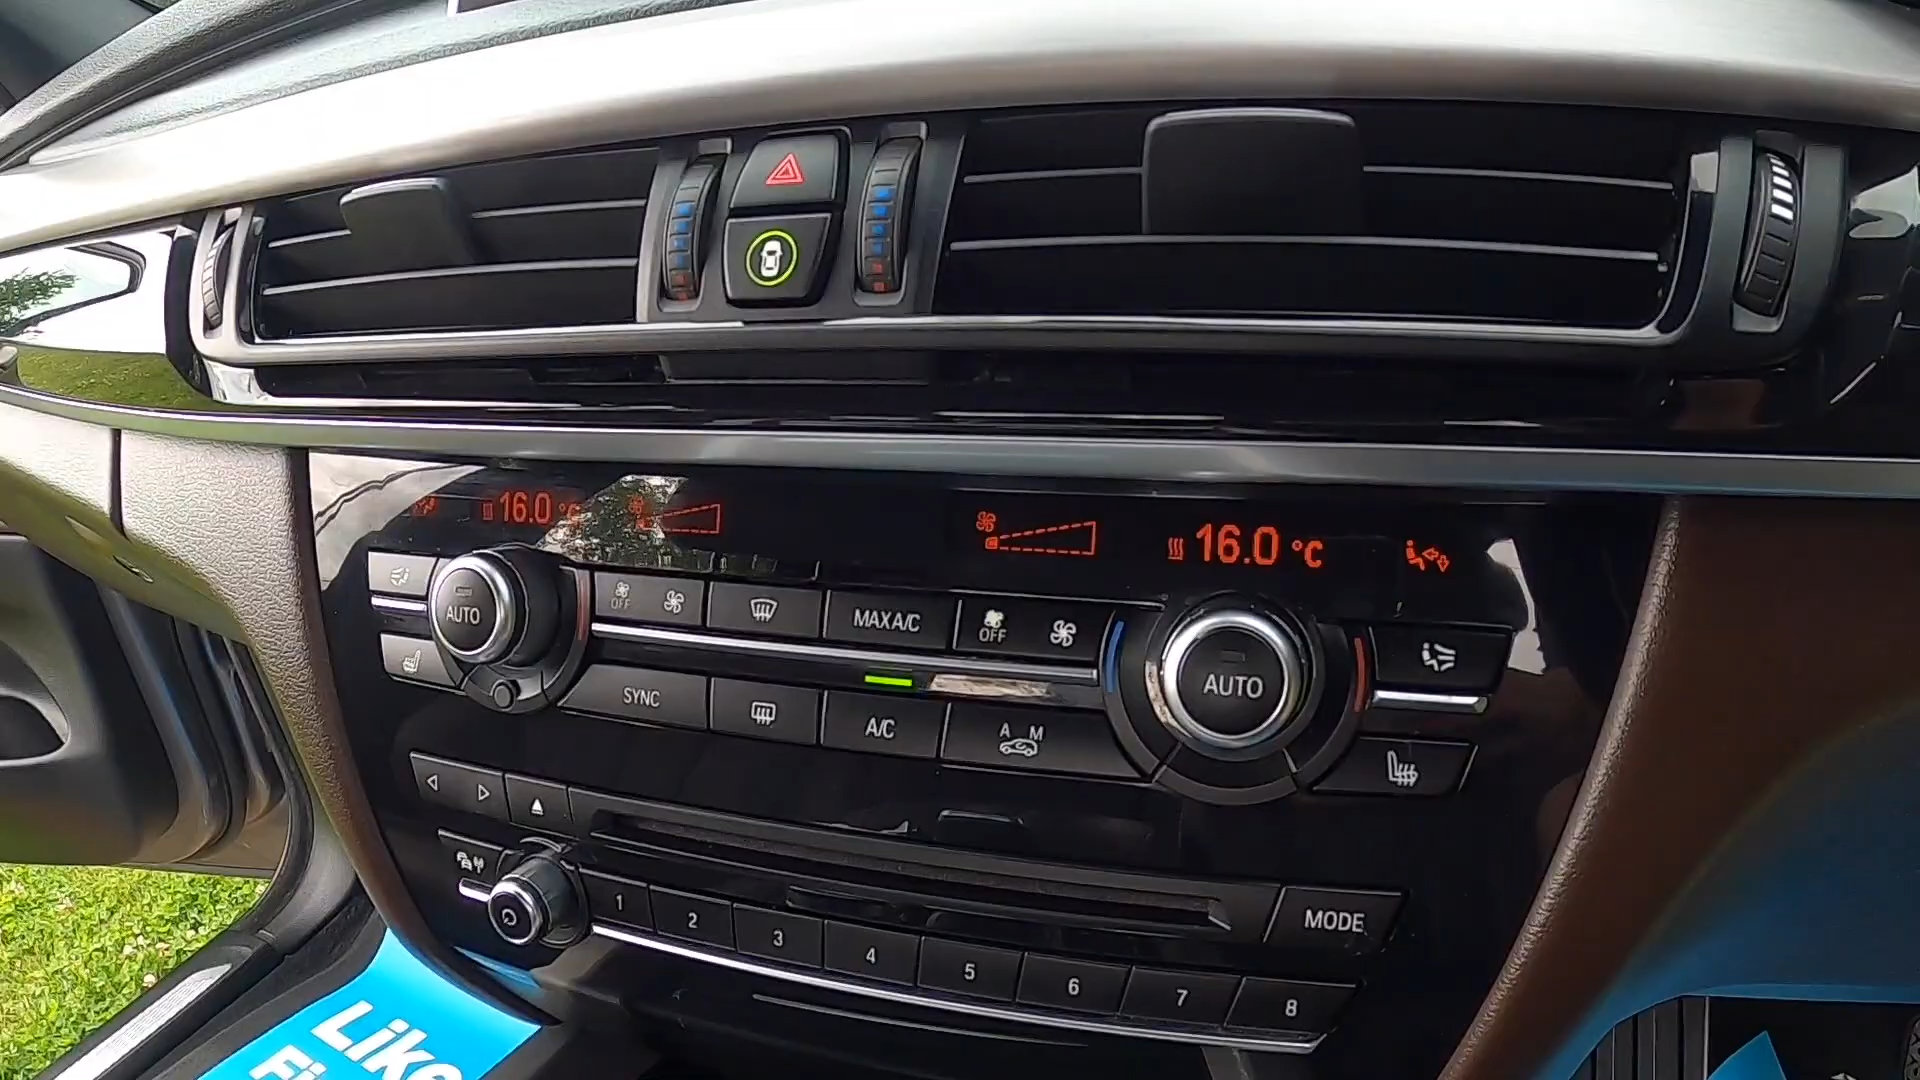 16.0 °C
16.0 °C
AUTO
OFF
MAX A/C
OFF
AUTO
SYNC
A/C
A M
1 2 3 4 5 6 7 8
MODE
Like
Fi